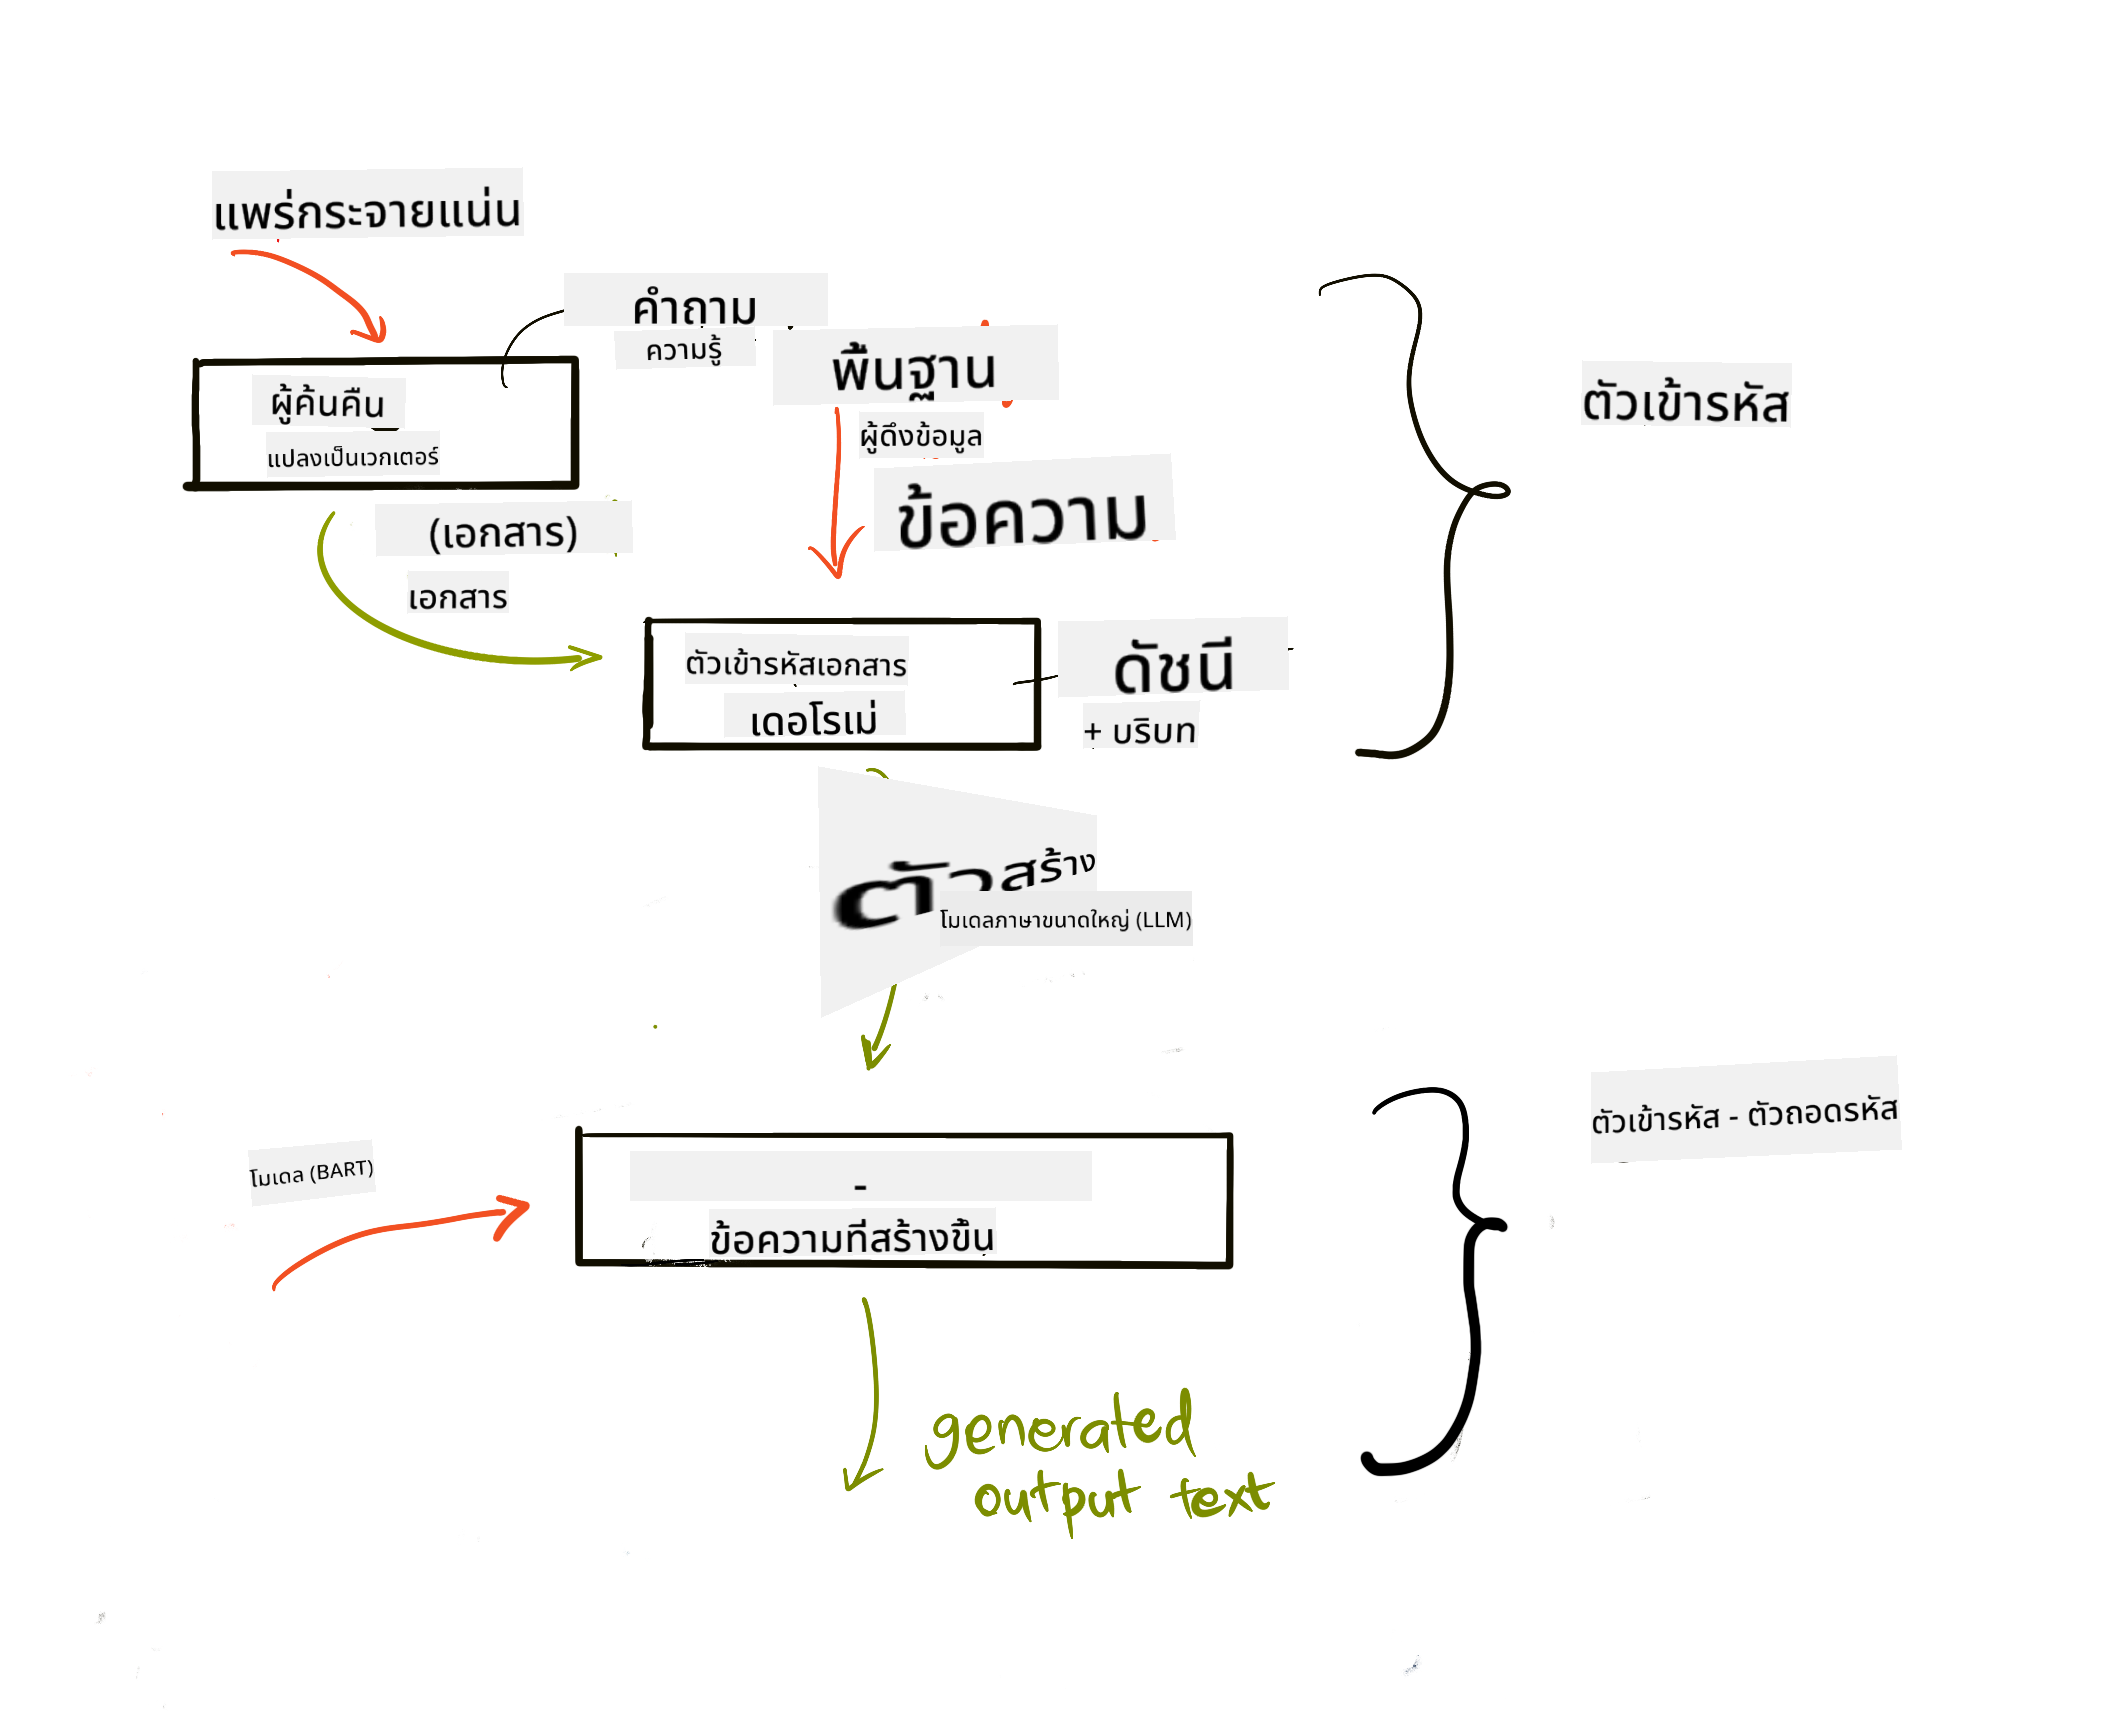 แพร่กระจายแน่น
คำถาม
ความรู้
พื้นฐาน
ผู้ค้นคืน
แปลงเป็นเวกเตอร์
ผู้ดึงข้อมูล
ข้อความ
ตัวเข้ารหัส
(เอกสาร)
เอกสาร
ตัวเข้ารหัสเอกสาร
เดอโรเม่
ดัชนี
+ บริบท
ตัวสร้าง
โมเดลภาษาขนาดใหญ่ (LLM)
ตัวเข้ารหัส - ตัวถอดรหัส
โมเดล (BART)
-
ข้อความที่สร้างขึ้น
generated
output text